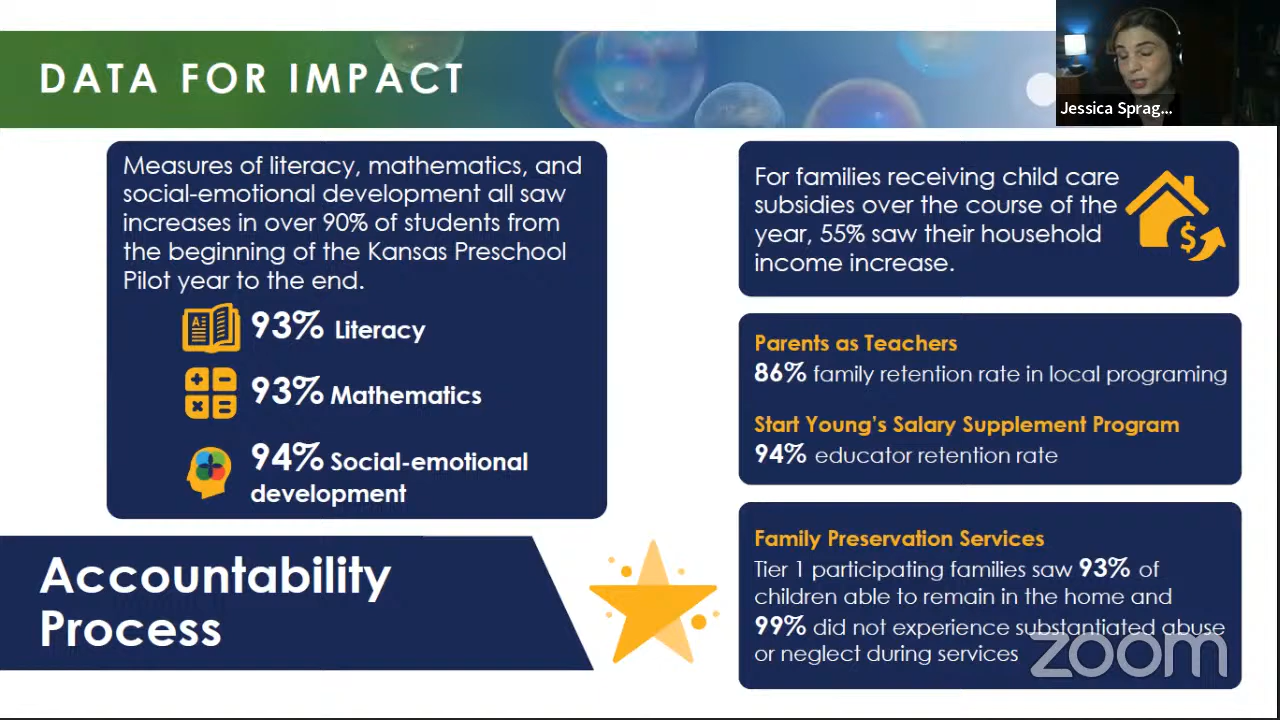 DATA FOR IMPACT
Jessica Sprag...
Measures of literacy, mathematics, and
social-emotional development all saw
increases in over 90% of students from
the beginning of the Kansas Preschool
Pilot year to the end.
93% Literacy
93% Mathematics
94% Social-emotional
development
Accountability
Process
For families receiving child care
subsidies over the course of the
year, 55% saw their household
income increase.
Parents as Teachers
86% family retention rate in local programing
Start Young's Salary Supplement Program
94% educator retention rate
Family Preservation Services
Tier 1 participating families saw 93% of
children able to remain in the home and
99% did not experience substantiated abuse
or neglect during services
zoom